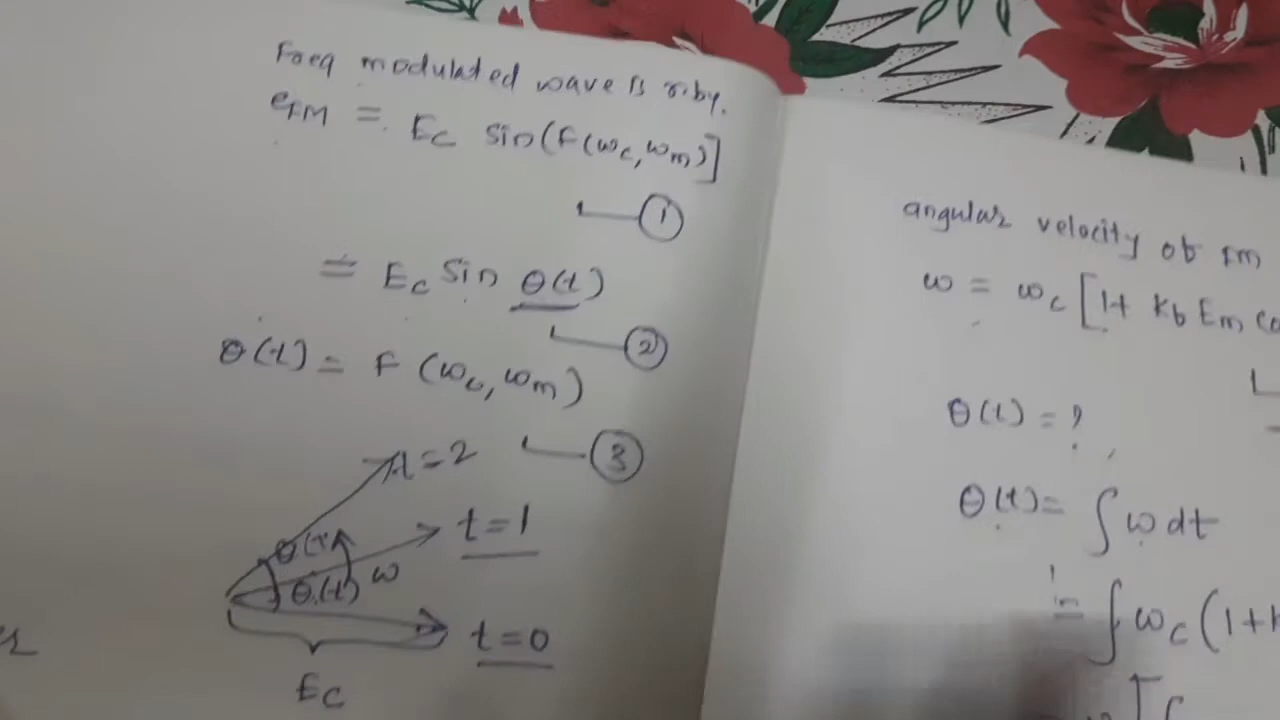 Freq modulated wave is r.by.
eFM = Ec Sin(F(ωc,ωm)]
①
= Ec Sin θ(t)
②
θ(t) = F (ωc,ωm)
③
t=2
t=1
θ(t)
θ(t) ω
t=0
Ec
angular velocity of FM
ω = ωc [1+ Kb Em Co
θ(t) = ?
θ(t) = ∫ ω dt
= ∫ ωc (1+